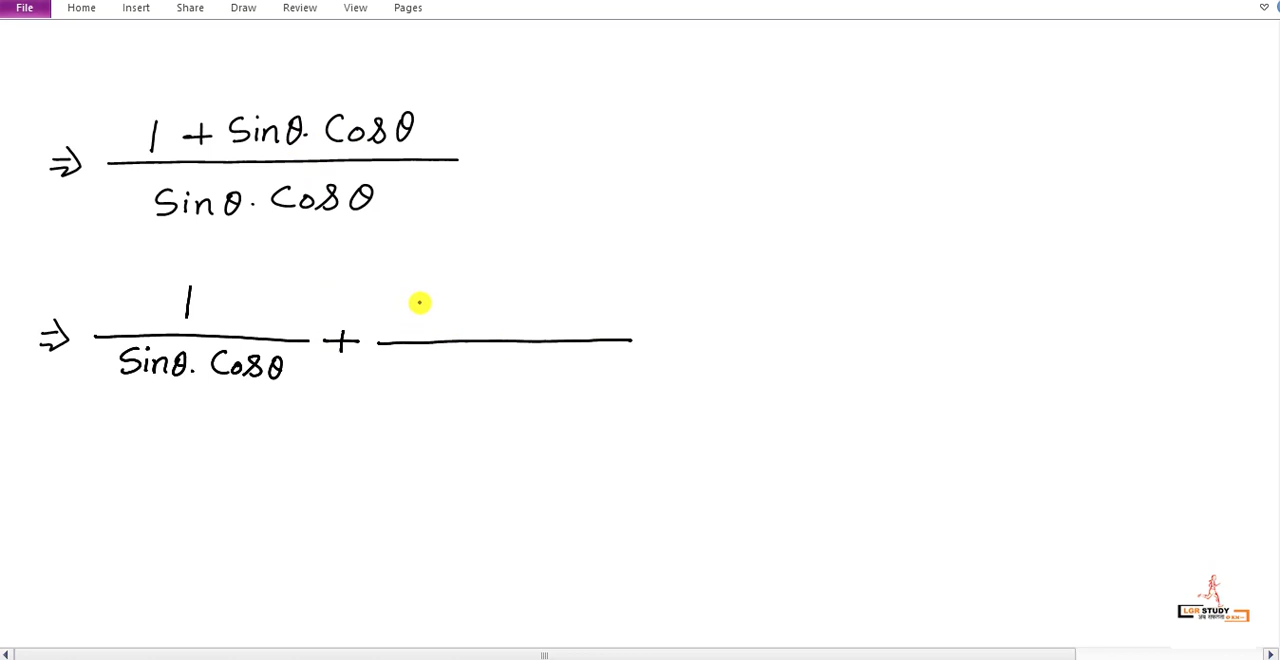 File Home Insert Share Draw Review View Pages
1 + Sinθ. Cosθ
⇒
Sinθ. Cosθ
1
⇒ +
Sinθ. Cosθ
LGR STUDY